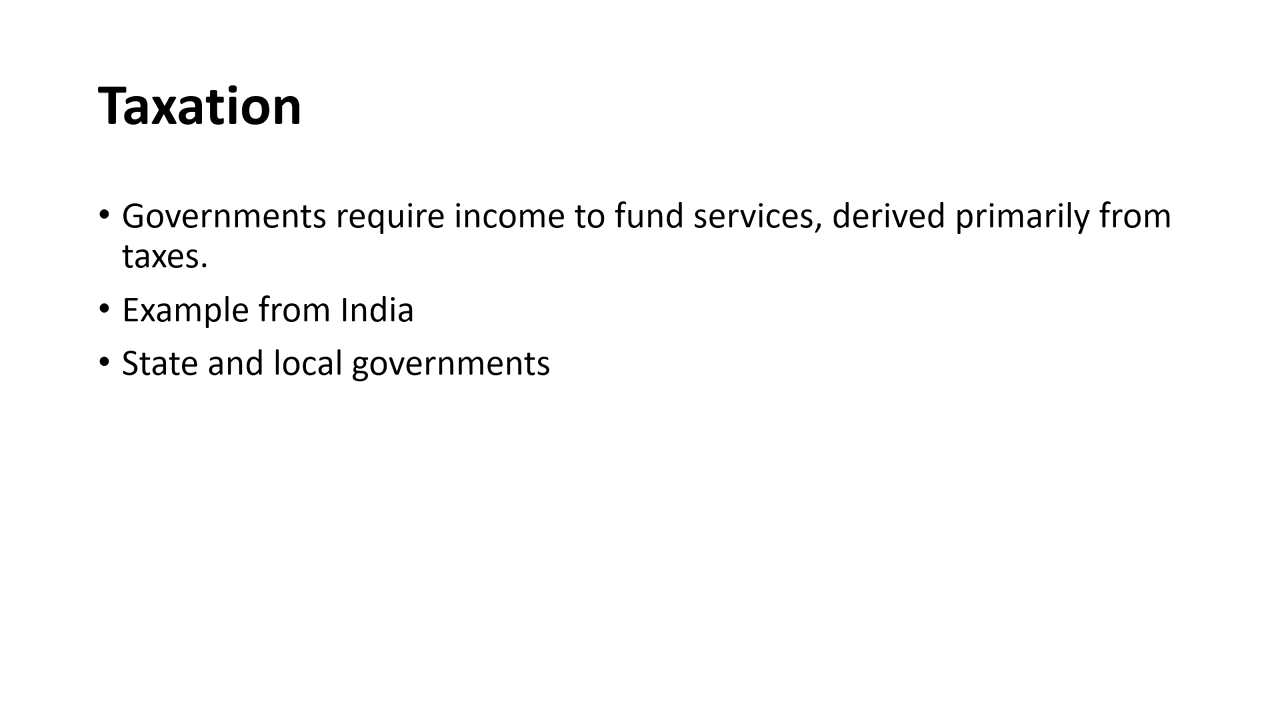 Taxation
• Governments require income to fund services, derived primarily from
taxes.
• Example from India
• State and local governments